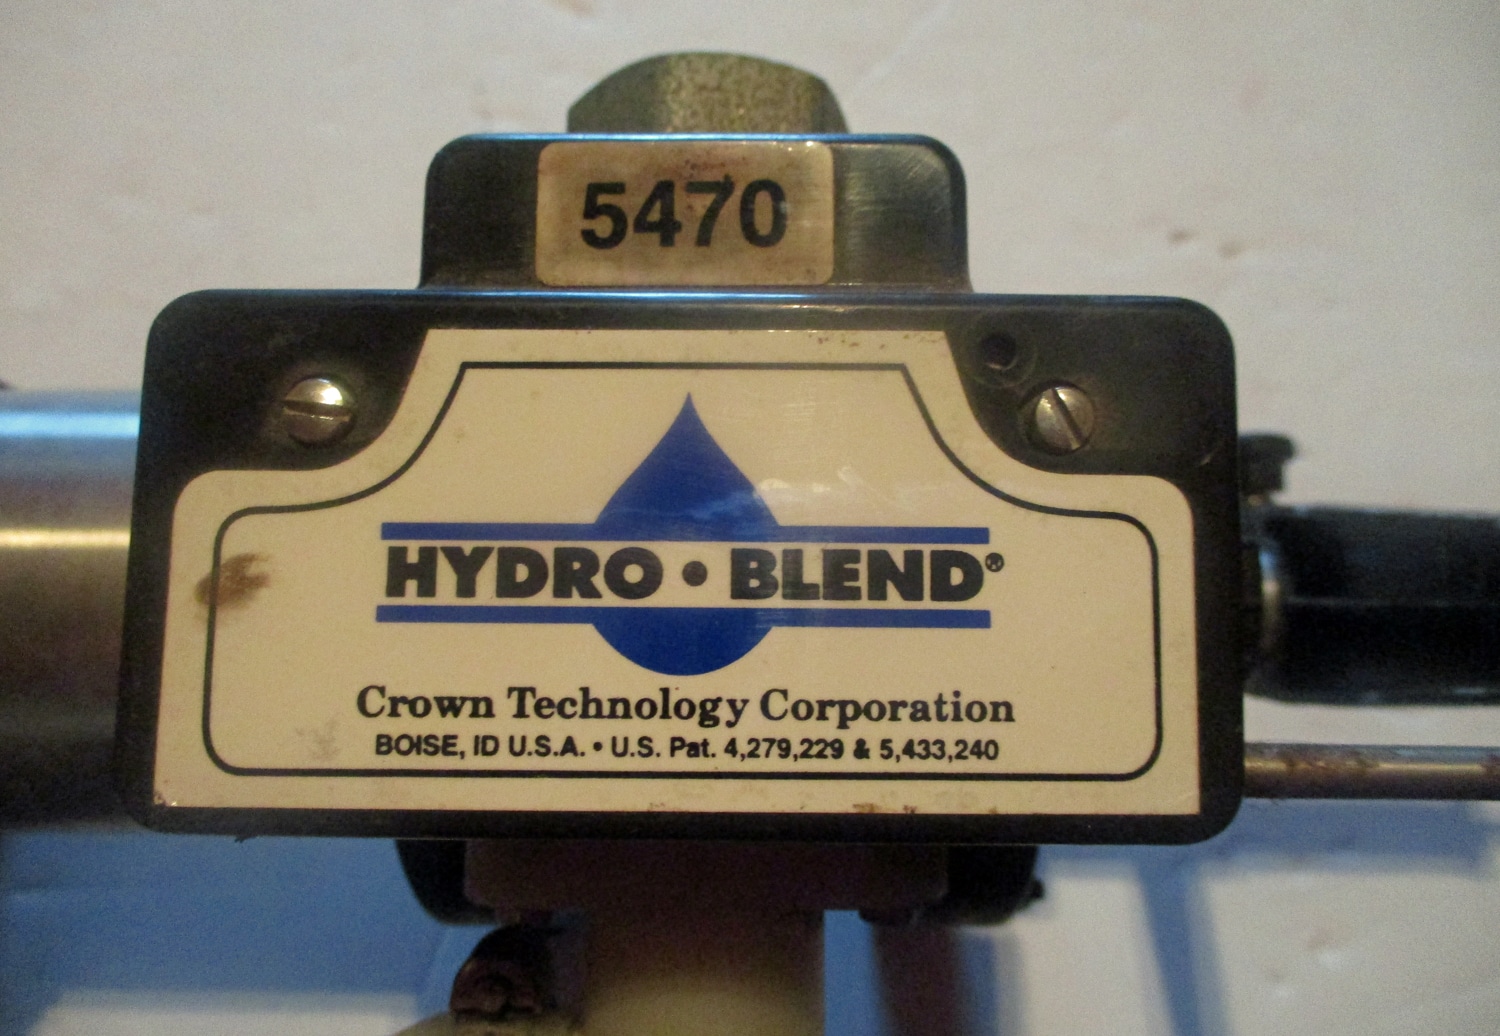 5470
HYDRO • BLEND®
Crown Technology Corporation
BOISE, ID U.S.A. • U.S. Pat. 4,279,229 & 5,433,240